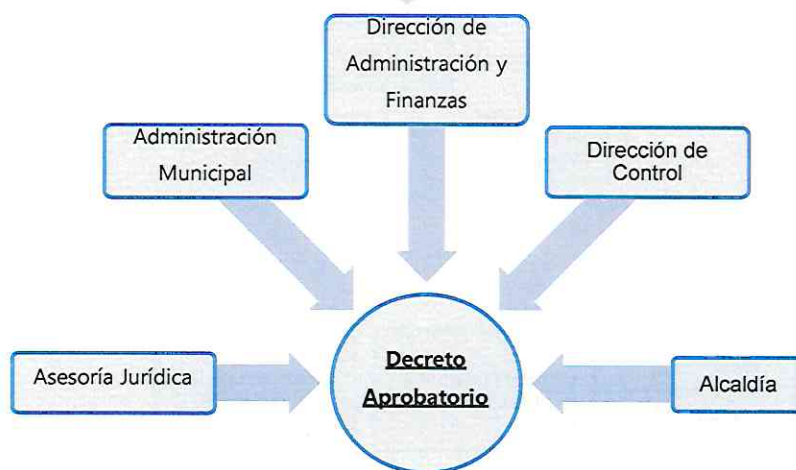 Dirección de
Administración y
Finanzas
Administración
Municipal
Dirección de
Control
Asesoría Jurídica
Decreto
Aprobatorio
Alcaldía